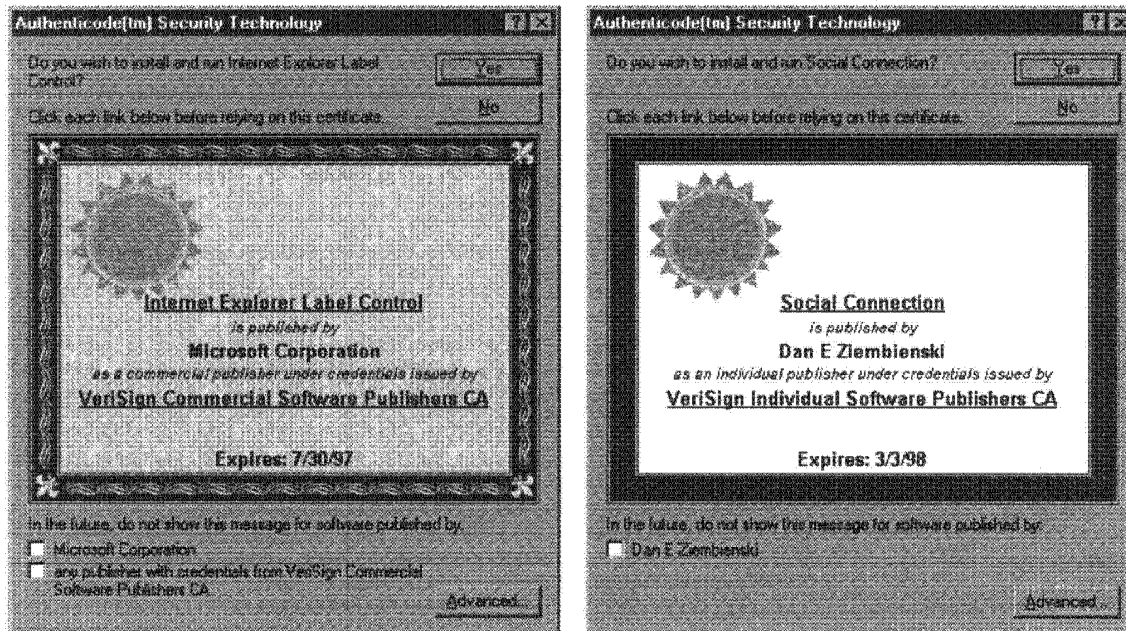 Authenticode(tm) Security Technology
Do you wish to install and run Internet Explorer Label
Control?
Yes
No
Click each link below before relying on this certificate.
Internet Explorer Label Control
is published by
Microsoft Corporation
as a commercial publisher under credentials issued by
VeriSign Commercial Software Publishers CA
Expires: 7/30/97
In the future, do not show this message for software published by:
Microsoft Corporation
any publisher with credentials from VeriSign Commercial
Software Publishers CA
Advanced...
Authenticode(tm) Security Technology
Do you wish to install and run Social Connection?
Yes
No
Click each link below before relying on this certificate.
Social Connection
is published by
Dan E Ziembienski
as an individual publisher under credentials issued by
VeriSign Individual Software Publishers CA
Expires: 3/3/98
In the future, do not show this message for software published by:
Dan E Ziembienski
Advanced...